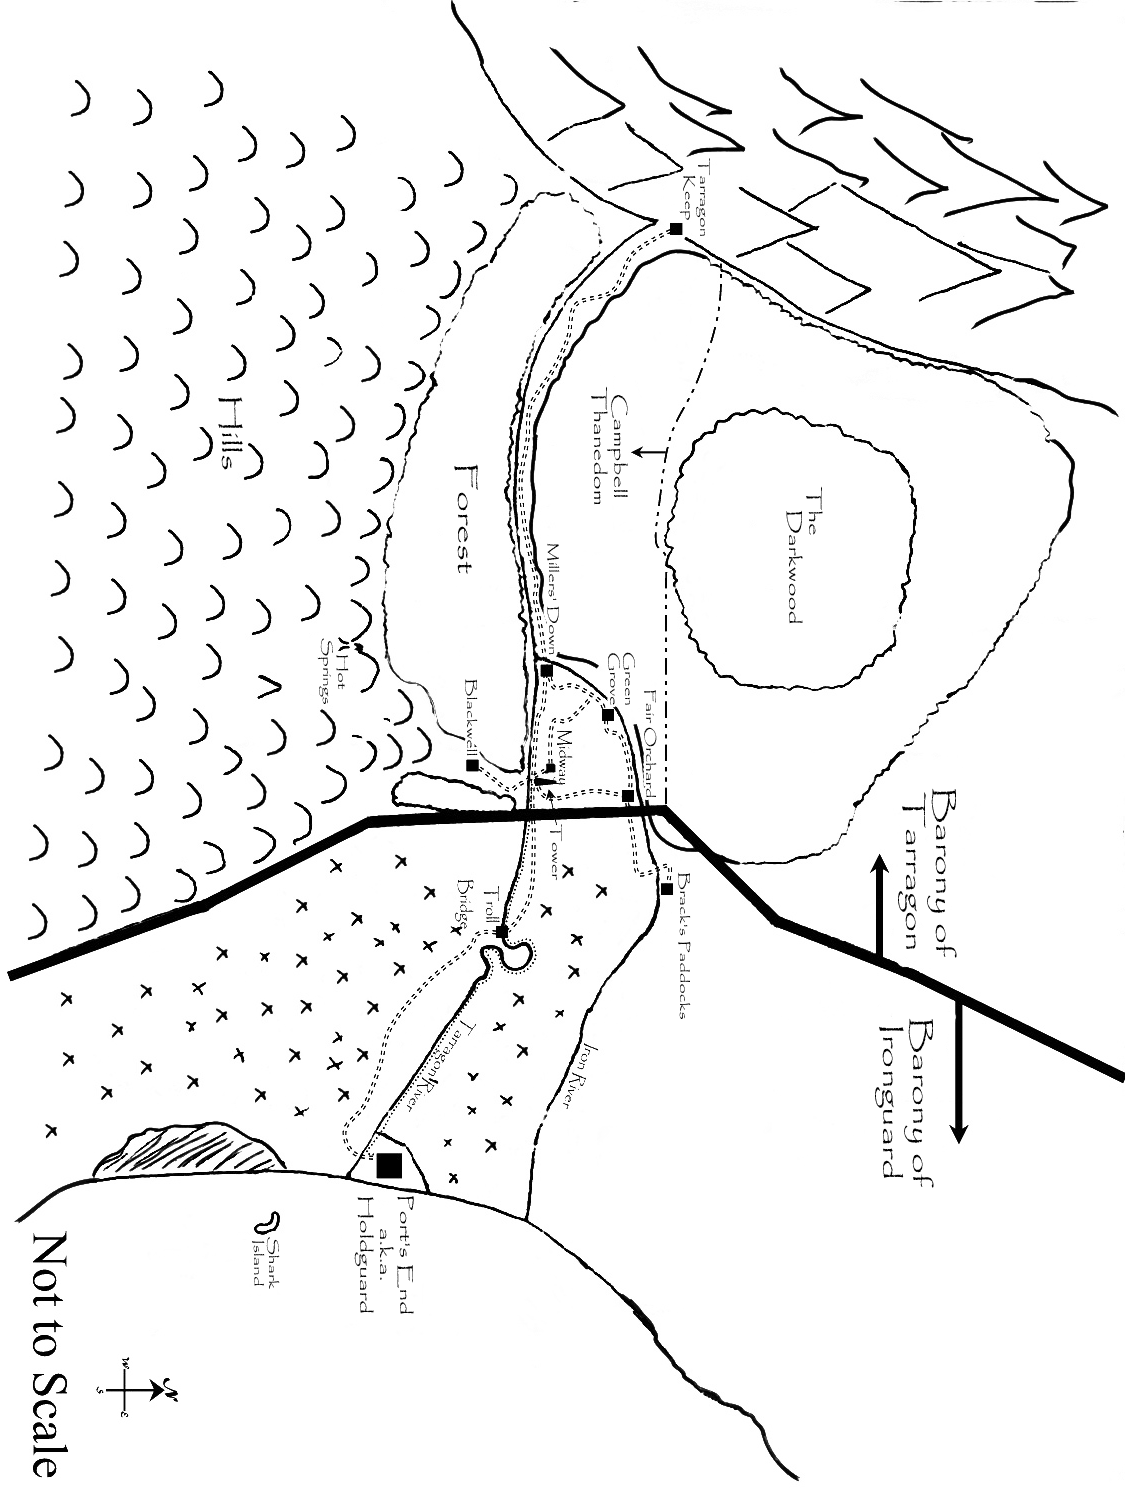 Tarragon
Keep
Campbell
Thanedom
The
Darkwood
Hills
Forest
Millers' Down
Green
Grove
Fair Orchard
Hot
Springs
Blackwell
Midway
Tower
Barony of
Tarragon
Barony of
Ironguard
Troll
Bridge
Brack's Paddocks
Tarragon River
Iron River
Port's End
a.k.a.
Holdguard
Shark
Island
N
W
E
S
Not to Scale